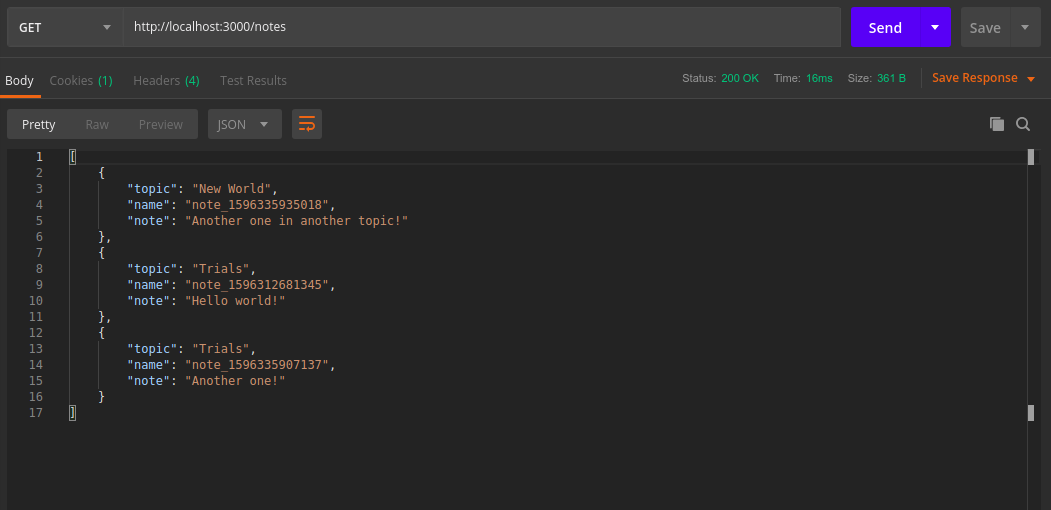 GET http://localhost:3000/notes Send Save
Body Cookies (1) Headers (4) Test Results Status: 200 OK Time: 16ms Size: 361 B Save Response
Pretty Raw Preview JSON
1 [
2 {
3 "topic": "New World",
4 "name": "note_1596335935018",
5 "note": "Another one in another topic!"
6 },
7 {
8 "topic": "Trials",
9 "name": "note_1596312681345",
10 "note": "Hello world!"
11 },
12 {
13 "topic": "Trials",
14 "name": "note_1596335907137",
15 "note": "Another one!"
16 }
17 ]